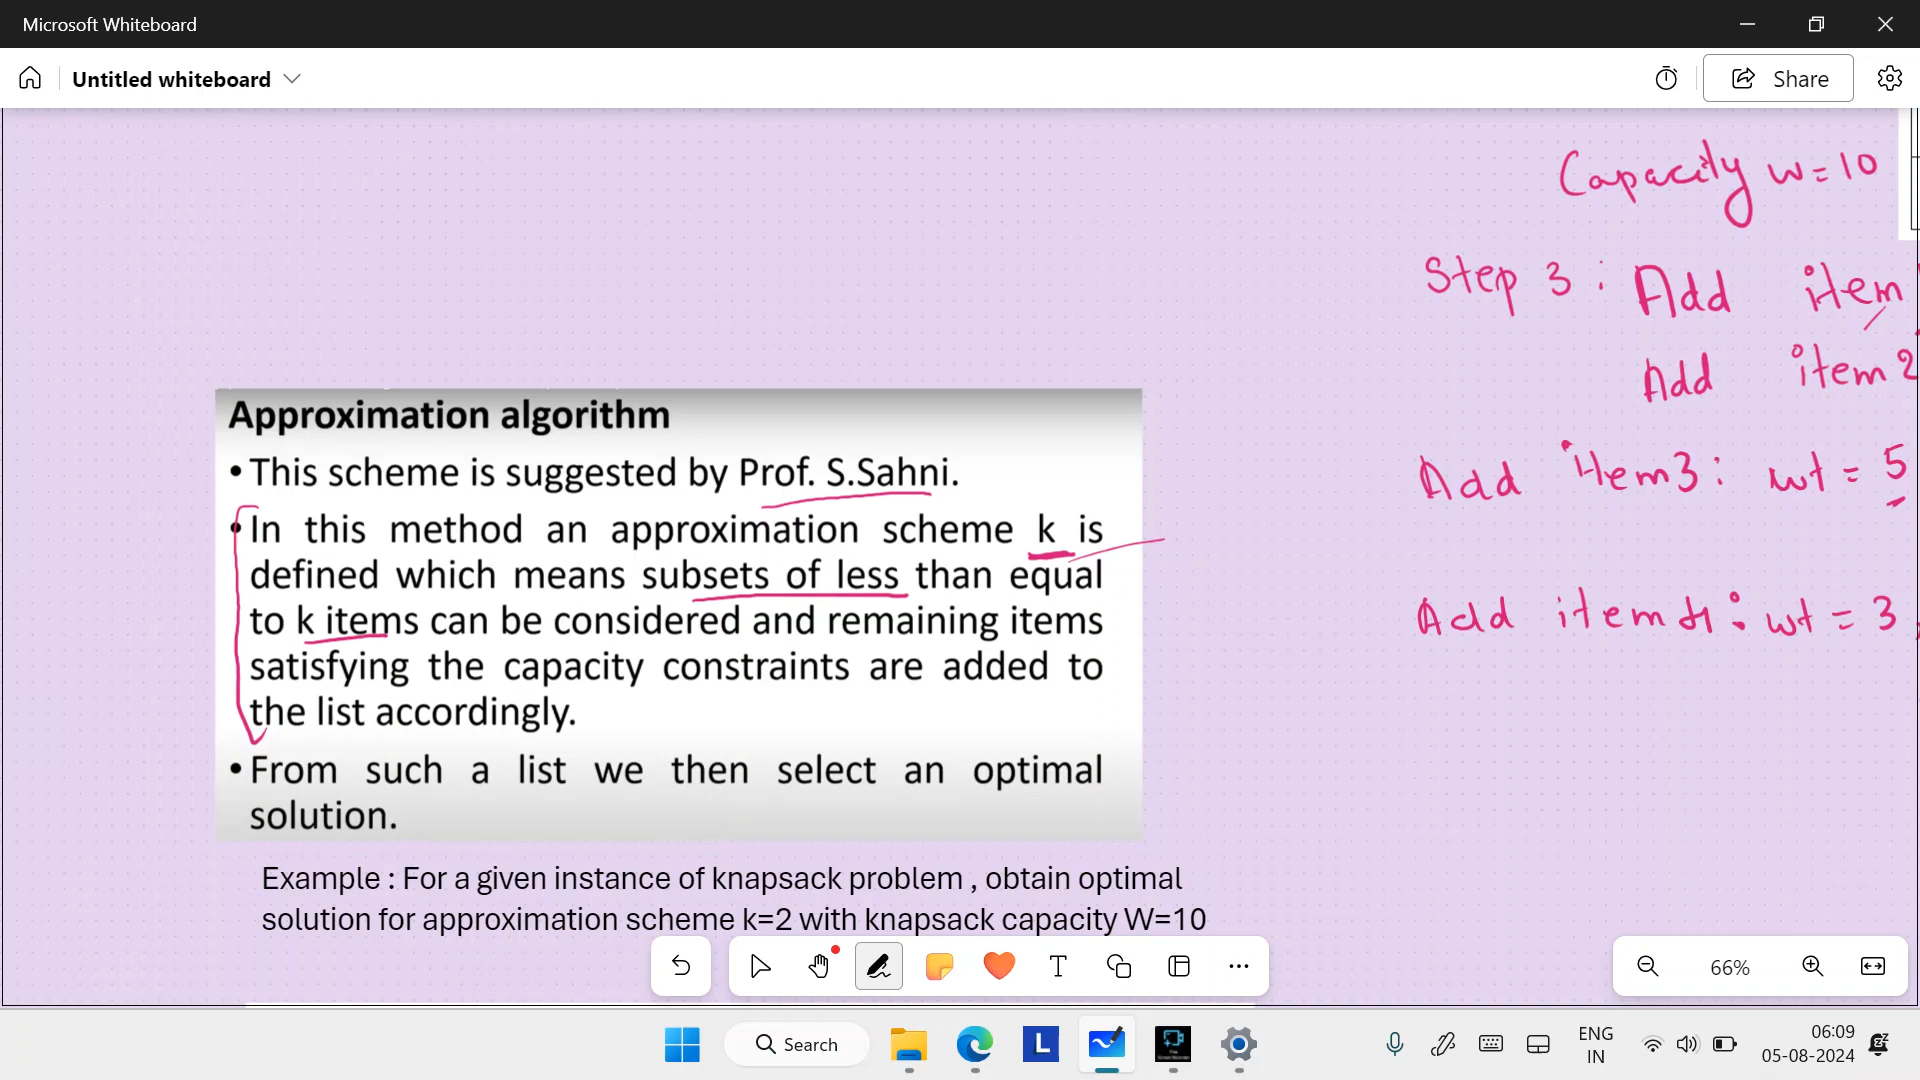 Microsoft Whiteboard
Untitled whiteboard
Share
Capacity w=10
Step 3 : Add item
Add item 2
Add item3 : wt = 5
Add item 4 : wt = 3
Approximation algorithm
• This scheme is suggested by Prof. S.Sahni.
• In this method an approximation scheme k is
defined which means subsets of less than equal
to k items can be considered and remaining items
satisfying the capacity constraints are added to
the list accordingly.
• From such a list we then select an optimal
solution.
Example : For a given instance of knapsack problem , obtain optimal
solution for approximation scheme k=2 with knapsack capacity W=10
T
66%
Search
L
ENG
IN
06:09
05-08-2024